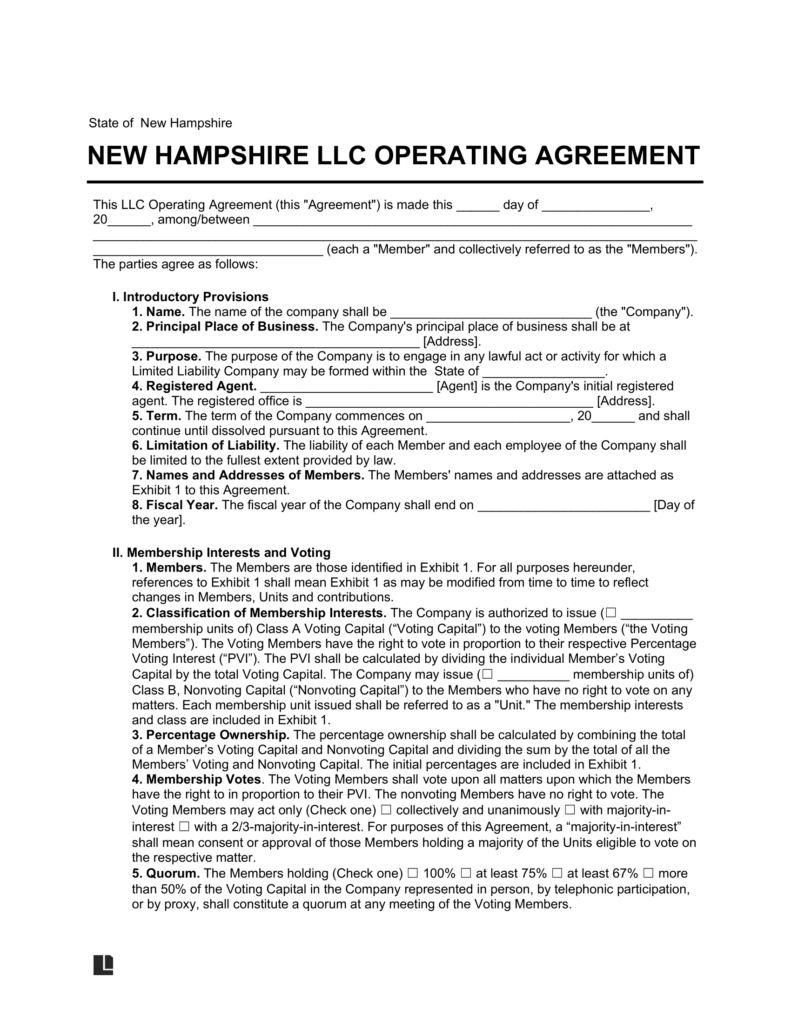 State of  New Hampshire
NEW HAMPSHIRE LLC OPERATING AGREEMENT
This LLC Operating Agreement (this "Agreement") is made this ______ day of _______________,
20______, among/between _____________________________________________________________
____________________________________________________________________________________
________________________________ (each a "Member" and collectively referred to as the "Members").
The parties agree as follows:
I. Introductory Provisions
1. Name. The name of the company shall be ____________________________ (the "Company").
2. Principal Place of Business. The Company's principal place of business shall be at
________________________________________ [Address].
3. Purpose. The purpose of the Company is to engage in any lawful act or activity for which a
Limited Liability Company may be formed within the  State of _________________.
4. Registered Agent. ________________________ [Agent] is the Company's initial registered
agent. The registered office is ________________________________________ [Address].
5. Term. The term of the Company commences on ____________________, 20______ and shall
continue until dissolved pursuant to this Agreement.
6. Limitation of Liability. The liability of each Member and each employee of the Company shall
be limited to the fullest extent provided by law.
7. Names and Addresses of Members. The Members' names and addresses are attached as
Exhibit 1 to this Agreement.
8. Fiscal Year. The fiscal year of the Company shall end on ________________________ [Day of
the year].
II. Membership Interests and Voting
1. Members. The Members are those identified in Exhibit 1. For all purposes hereunder,
references to Exhibit 1 shall mean Exhibit 1 as may be modified from time to time to reflect
changes in Members, Units and contributions.
2. Classification of Membership Interests. The Company is authorized to issue (☐ __________
membership units of) Class A Voting Capital (“Voting Capital”) to the voting Members (“the Voting
Members”). The Voting Members have the right to vote in proportion to their respective Percentage
Voting Interest (“PVI”). The PVI shall be calculated by dividing the individual Member’s Voting
Capital by the total Voting Capital. The Company may issue (☐ __________ membership units of)
Class B, Nonvoting Capital (“Nonvoting Capital”) to the Members who have no right to vote on any
matters. Each membership unit issued shall be referred to as a "Unit." The membership interests
and class are included in Exhibit 1.
3. Percentage Ownership. The percentage ownership shall be calculated by combining the total
of a Member’s Voting Capital and Nonvoting Capital and dividing the sum by the total of all the
Members’ Voting and Nonvoting Capital. The initial percentages are included in Exhibit 1.
4. Membership Votes. The Voting Members shall vote upon all matters upon which the Members
have the right to in proportion to their PVI. The nonvoting Members have no right to vote. The
Voting Members may act only (Check one) ☐ collectively and unanimously ☐ with majority-in-
interest ☐ with a 2/3-majority-in-interest. For purposes of this Agreement, a “majority-in-interest”
shall mean consent or approval of those Members holding a majority of the Units eligible to vote on
the respective matter.
5. Quorum. The Members holding (Check one) ☐ 100% ☐ at least 75% ☐ at least 67% ☐ more
than 50% of the Voting Capital in the Company represented in person, by telephonic participation,
or by proxy, shall constitute a quorum at any meeting of the Voting Members.